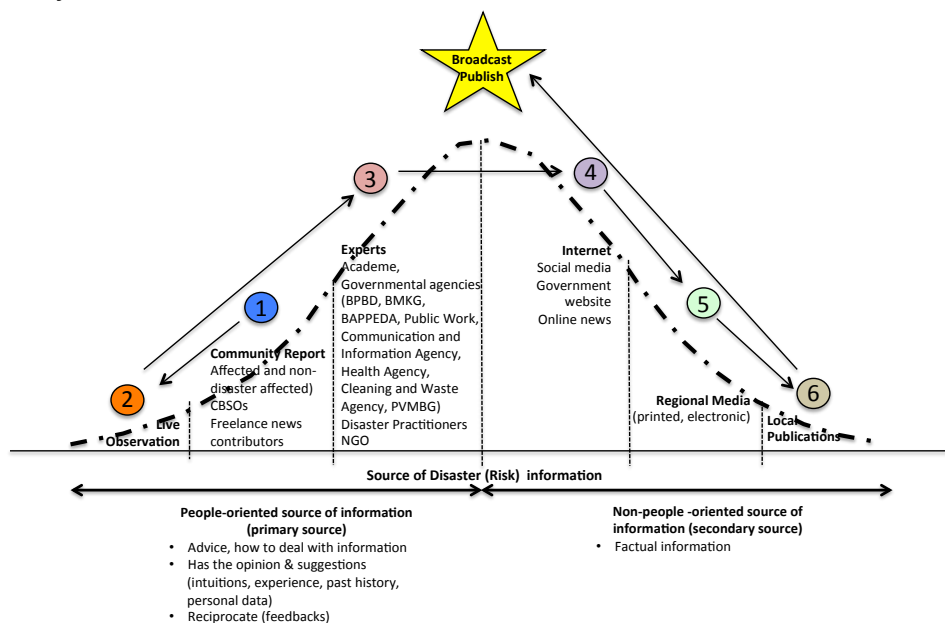 Broadcast
Publish
3
4
1
5
2
6
Experts
Academe,
Governmental agencies
(BPBD, BMKG,
BAPPEDA, Public Work,
Communication and
Information Agency,
Health Agency,
Cleaning and Waste
Agency, PVMBG)
Disaster Practitioners
NGO
Internet
Social media
Government
website
Online news
Community Report
Affected and non-
disaster affected)
CBSOs
Freelance news
contributors
Live
Observation
Regional Media
(printed, electronic)
Local
Publications
Source of Disaster (Risk) information
People-oriented source of information
(primary source)
• Advice, how to deal with information
• Has the opinion & suggestions
(intuitions, experience, past history,
personal data)
• Reciprocate (feedbacks)
Non-people -oriented source of
information (secondary source)
• Factual information